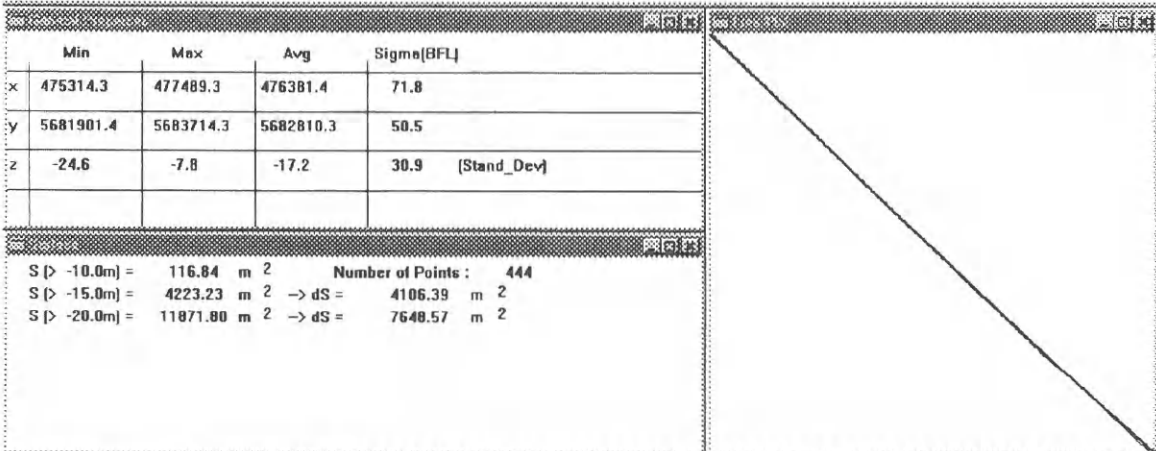 Min Max Avg Sigma(BFL)
x 475314.3 477489.3 476381.4 71.8
y 5681901.4 5683714.3 5682810.3 50.5
z -24.6 -7.8 -17.2 30.9 (Stand_Dev)
S (> -10.0m) = 116.84 m 2 Number of Points : 444
S (> -15.0m) = 4223.23 m 2 -> dS = 4106.39 m 2
S (> -20.0m) = 11871.80 m 2 -> dS = 7648.57 m 2